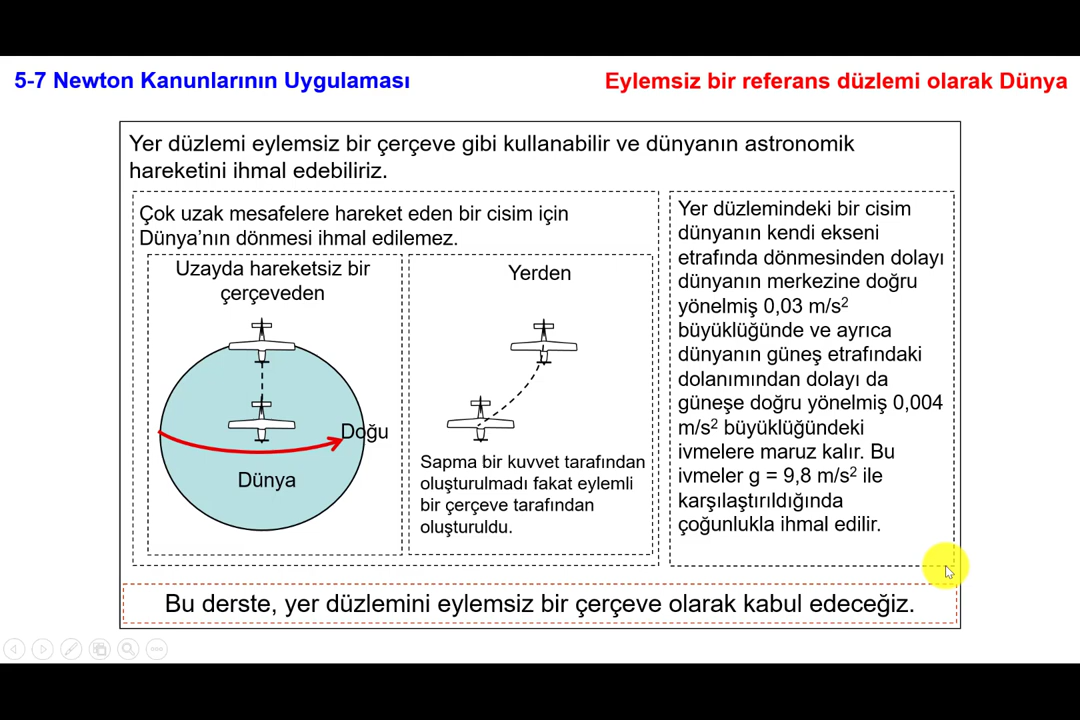 5-7 Newton Kanunlarının Uygulaması
Eylemsiz bir referans düzlemi olarak Dünya
Yer düzlemi eylemsiz bir çerçeve gibi kullanabilir ve dünyanın astronomik
hareketini ihmal edebiliriz.
Çok uzak mesafelere hareket eden bir cisim için
Dünya’nın dönmesi ihmal edilemez.
Uzayda hareketsiz bir
çerçeveden
Doğu
Dünya
Yerden
Sapma bir kuvvet tarafından
oluşturulmadı fakat eylemli
bir çerçeve tarafından
oluşturuldu.
Yer düzlemindeki bir cisim
dünyanın kendi ekseni
etrafında dönmesinden dolayı
dünyanın merkezine doğru
yönelmiş 0,03 m/s²
büyüklüğünde ve ayrıca
dünyanın güneş etrafındaki
dolanımından dolayı da
güneşe doğru yönelmiş 0,004
m/s² büyüklüğündeki
ivmelere maruz kalır. Bu
ivmeler g = 9,8 m/s² ile
karşılaştırıldığında
çoğunlukla ihmal edilir.
Bu derste, yer düzlemini eylemsiz bir çerçeve olarak kabul edeceğiz.